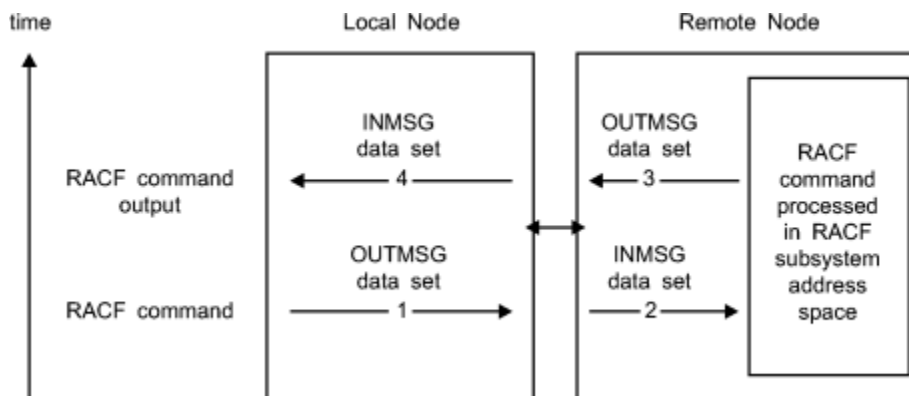 time
Local Node
Remote Node
INMSG
data set
4
RACF command
output
OUTMSG
data set
3
OUTMSG
data set
1
RACF command
INMSG
data set
2
RACF
command
processed
in RACF
subsystem
address
space